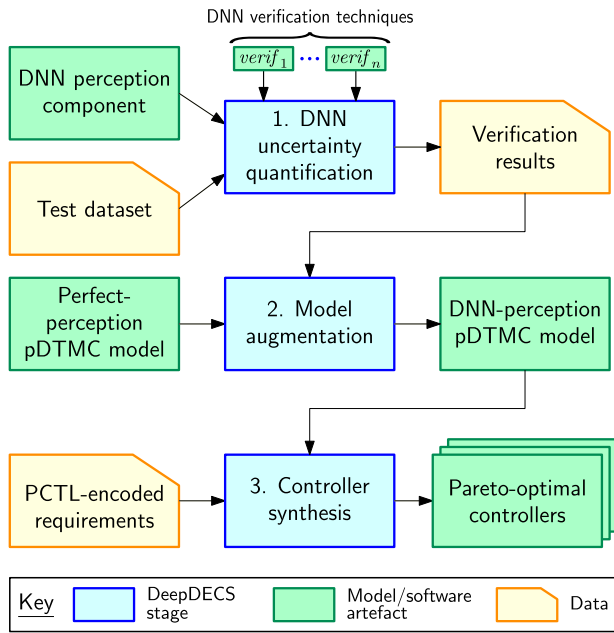 DNN verification techniques
verif1 ··· verifn
DNN perception
component
1. DNN
uncertainty
quantification
Verification
results
Test dataset
Perfect-
perception
pDTMC model
2. Model
augmentation
DNN-perception
pDTMC model
PCTL-encoded
requirements
3. Controller
synthesis
Pareto-optimal
controllers
Key
DeepDECS
stage
Model/software
artefact
Data